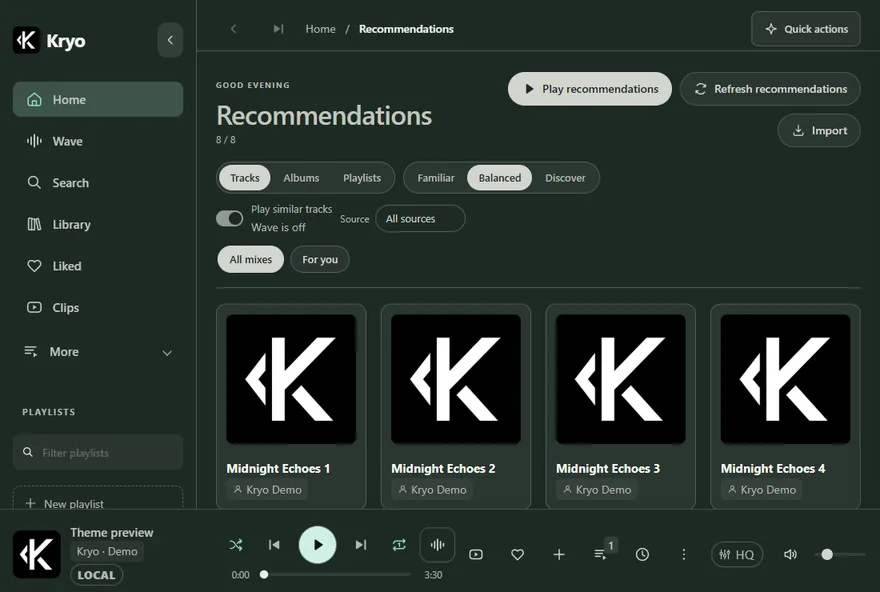 Kryo
Home
Wave
Search
Library
Liked
Clips
More
PLAYLISTS
Filter playlists
New playlist
Home / Recommendations
Quick actions
GOOD EVENING
Recommendations
8 / 8
Play recommendations
Refresh recommendations
Import
Tracks Albums Playlists
Familiar Balanced Discover
Play similar tracks
Wave is off
Source
All sources
All mixes
For you
Midnight Echoes 1
Kryo Demo
Midnight Echoes 2
Kryo Demo
Midnight Echoes 3
Kryo Demo
Midnight Echoes 4
Kryo Demo
Theme preview
Kryo · Demo
LOCAL
0:00
3:30
1
HQ